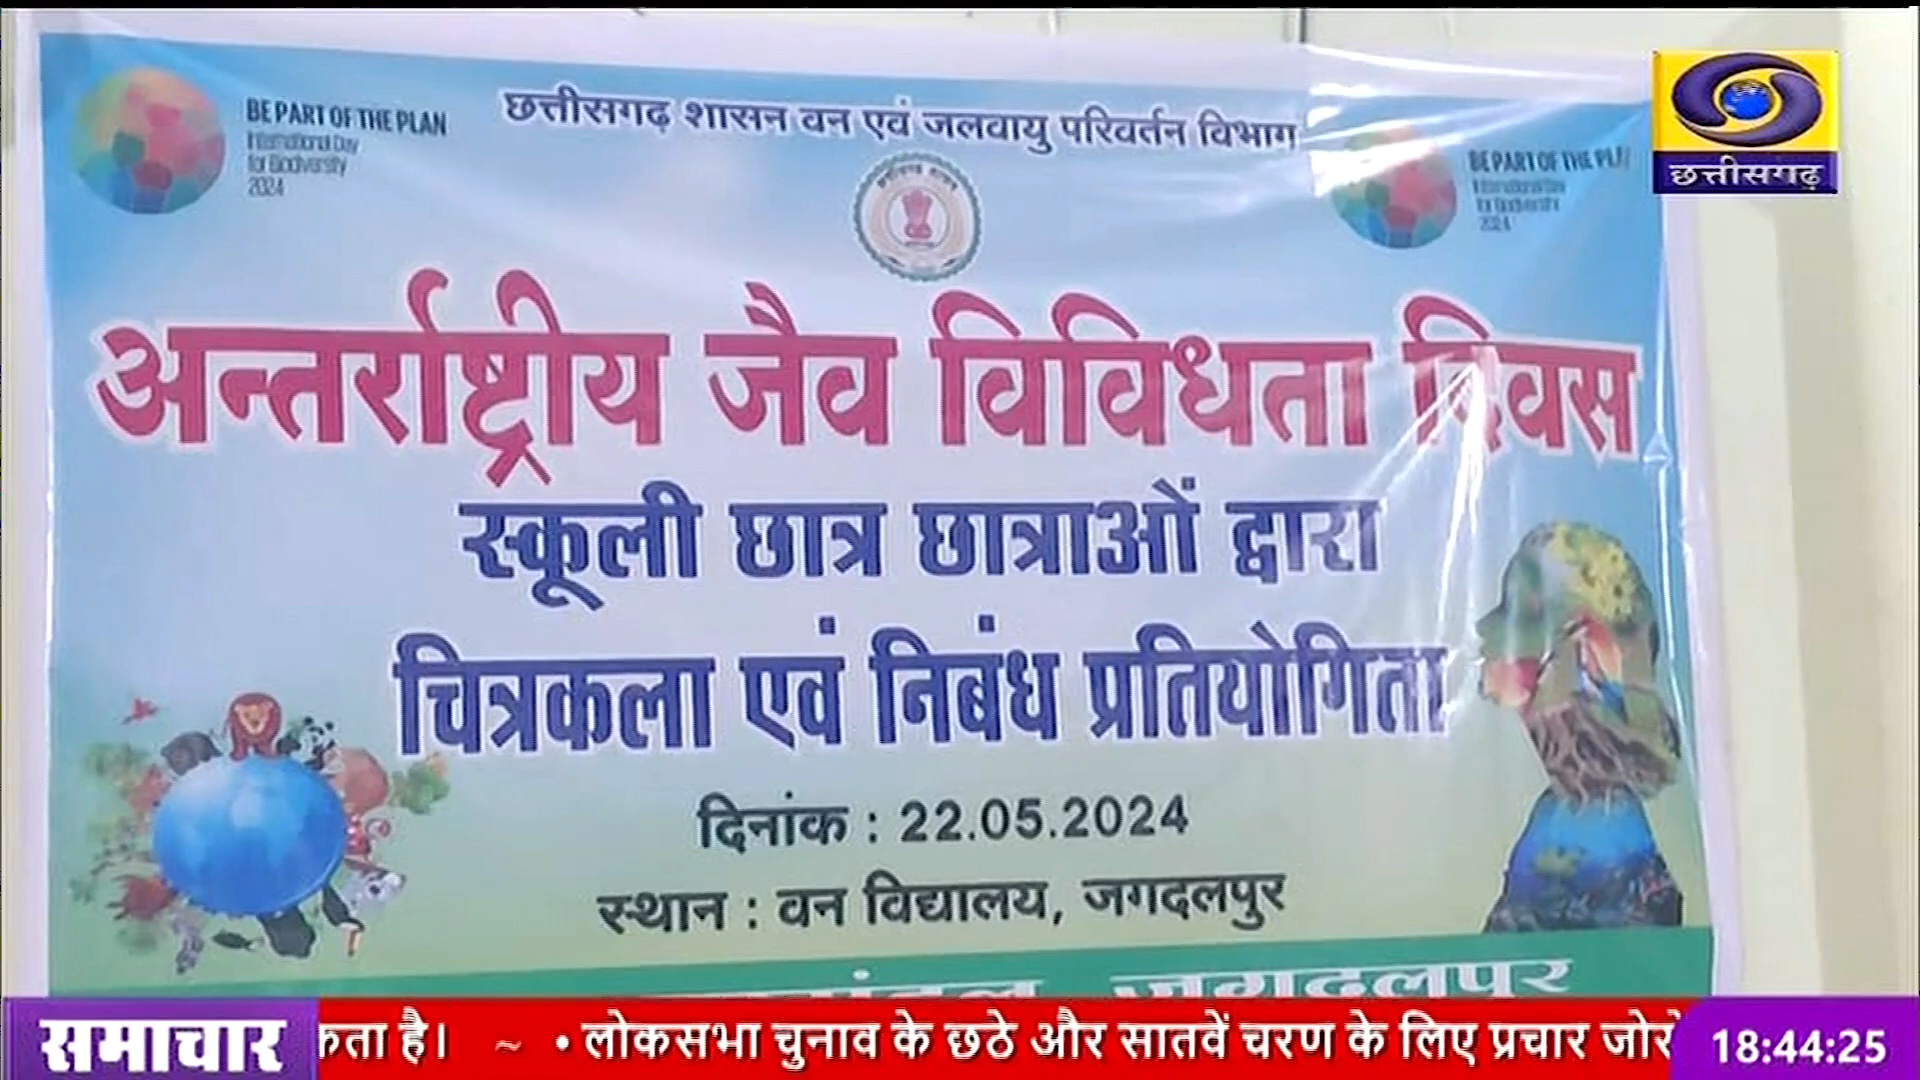 छत्तीसगढ़ शासन वन एवं जलवायु परिवर्तन विभाग
BE PART OF THE PLAN
International Day
for Biodiversity
2024
BE PART OF THE PL
International Day
for Biodiversity
2024
छत्तीसगढ़
अन्तर्राष्ट्रीय जैव विविधता दिवस
स्कूली छात्र छात्राओं द्वारा
चित्रकला एवं निबंध प्रतियोगिता
दिनांक : 22.05.2024
स्थान : वन विद्यालय, जगदलपुर
जगदलपुर
समाचार
कता है। ~ • लोकसभा चुनाव के छठे और सातवें चरण के लिए प्रचार
18:44:25